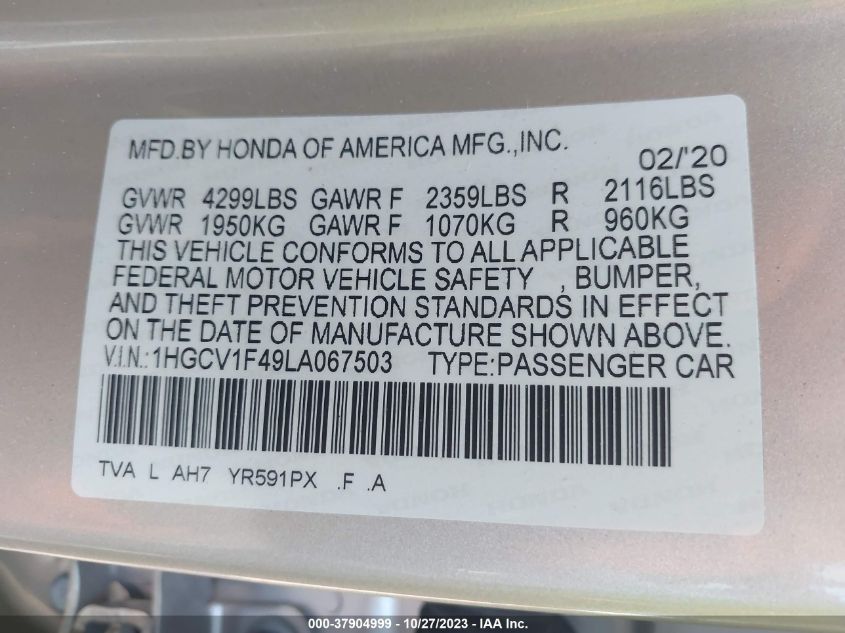 MFD.BY HONDA OF AMERICA MFG.,INC. 02/'20
GVWR 4299LBS GAWR F 2359LBS R 2116LBS
GVWR 1950KG GAWR F 1070KG R 960KG
THIS VEHICLE CONFORMS TO ALL APPLICABLE
FEDERAL MOTOR VEHICLE SAFETY , BUMPER,
AND THEFT PREVENTION STANDARDS IN EFFECT
ON THE DATE OF MANUFACTURE SHOWN ABOVE.
V.I.N.:1HGCV1F49LA067503 TYPE:PASSENGER CAR
TVA L AH7 YR591PX .F .A
000-37904999 - 10/27/2023 - © Copyright 2023, IAA, Inc.